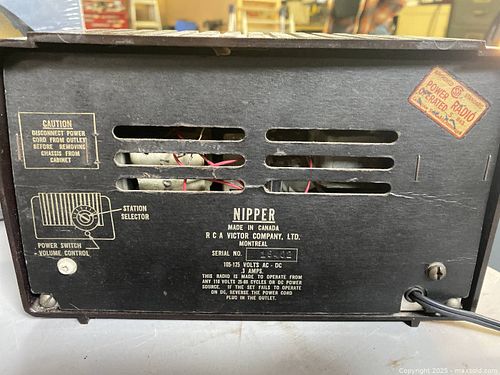 CAUTION
DISCONNECT POWER
CORD FROM OUTLET
BEFORE REMOVING
CHASSIS FROM
CABINET
POWER RADIO
OPERATED
STATION
SELECTOR
POWER SWITCH
VOLUME CONTROL
NIPPER
MADE IN CANADA
R C A VICTOR COMPANY, LTD.
MONTREAL
SERIAL NO.
105-125 VOLTS AC - DC
.3 AMPS.
THIS RADIO IS MADE TO OPERATE FROM
ANY 110 VOLT 25-60 CYCLES OR DC POWER
SOURCE. IF THE SET FAILS TO OPERATE
ON DC, REVERSE THE POWER CORD
PLUG IN THE OUTLET.
Copyright 2025 - maxsold.com